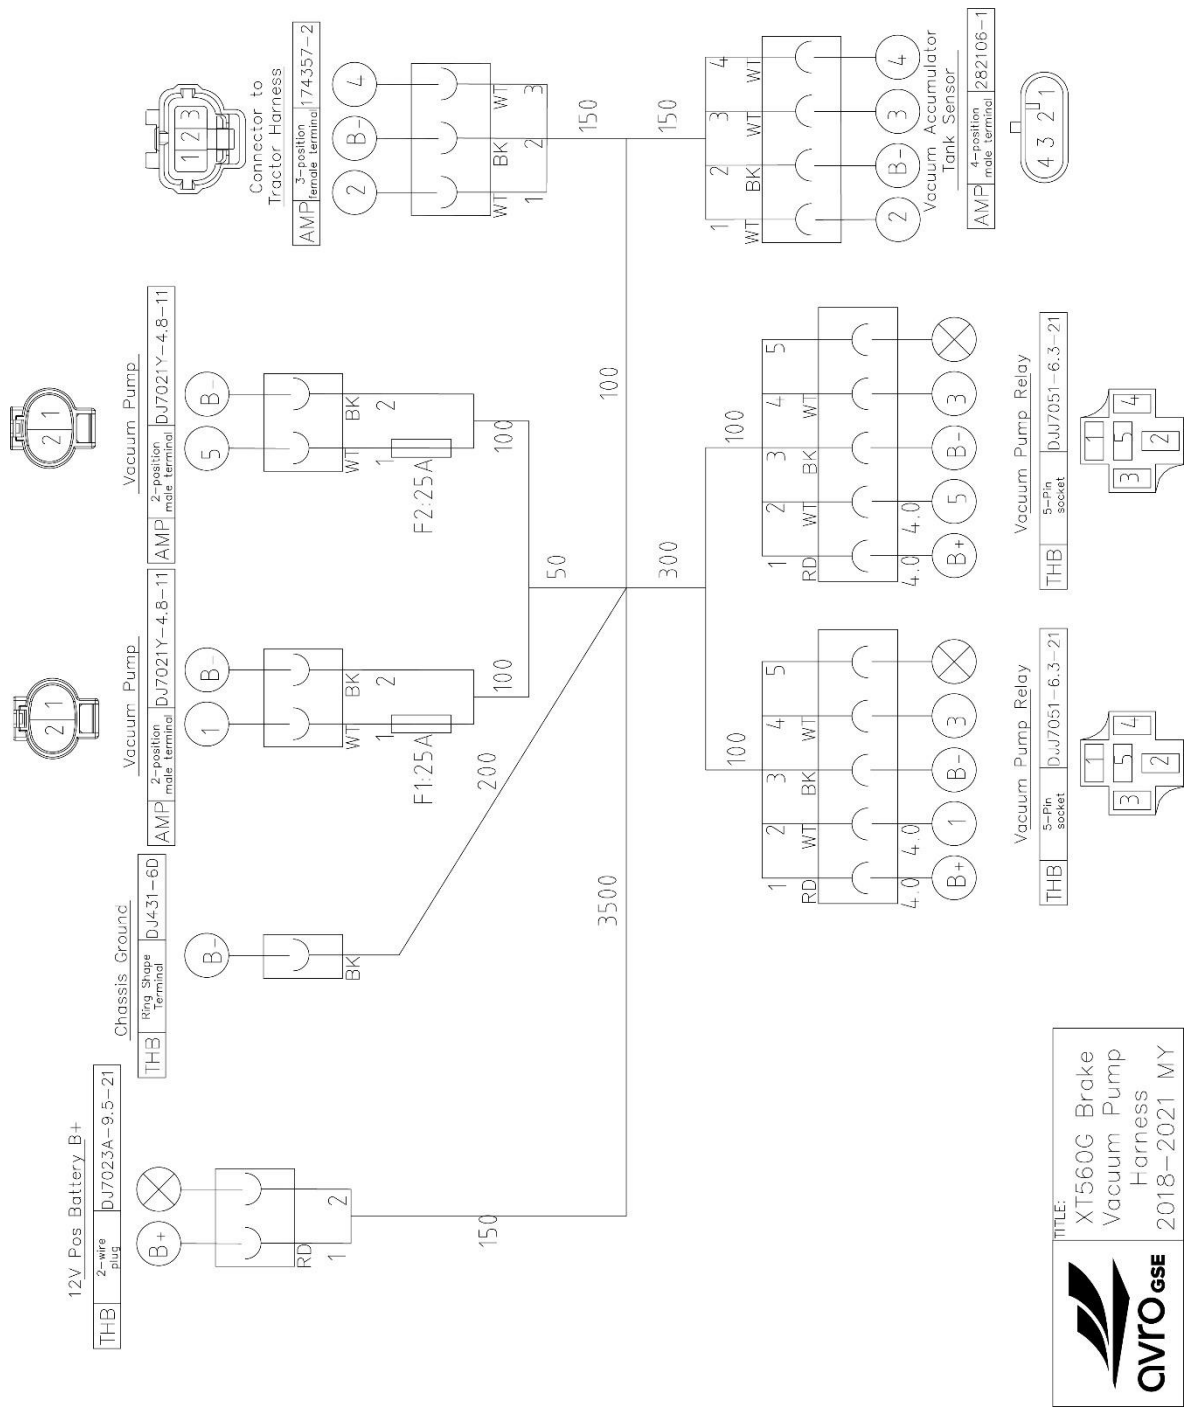 12V Pos Battery B+
THB 2-wire plug DJ7023A-9.5-21
B+
RD
1 2
150
Chassis Ground
THB Ring Shape Terminal DJ431-6D
B-
BK
200
3500
Vacuum Pump
AMP 2-position male terminal DJ7021Y-4.8-11
2 1
1 B-
WT BK
1 2
F1:25A
100
Vacuum Pump
AMP 2-position male terminal DJ7021Y-4.8-11
2 1
5 B-
WT BK
1 2
F2:25A
100
50
Connector to
Tractor Harness
AMP 3-position female terminal 174357-2
1 2 3
2 B- 4
WT BK WT
1 2 3
150
100
300
150
1 2 3 4
WT BK WT WT
2 B- 3 4
Vacuum Accumulator
Tank Sensor
AMP 4-position male terminal 282106-1
4 3 2 1
100
1 2 3 4 5
RD WT BK WT
4.0 4.0
B+ 1 B- 3
Vacuum Pump Relay
THB 5-Pin socket DJJ7051-6.3-21
1
3 5 4
2
100
1 2 3 4 5
RD WT BK WT
4.0 4.0
B+ 5 B- 3
Vacuum Pump Relay
THB 5-Pin socket DJJ7051-6.3-21
1
3 5 4
2
avro GSE
TITLE:
XT560G Brake
Vacuum Pump
Harness
2018-2021 MY